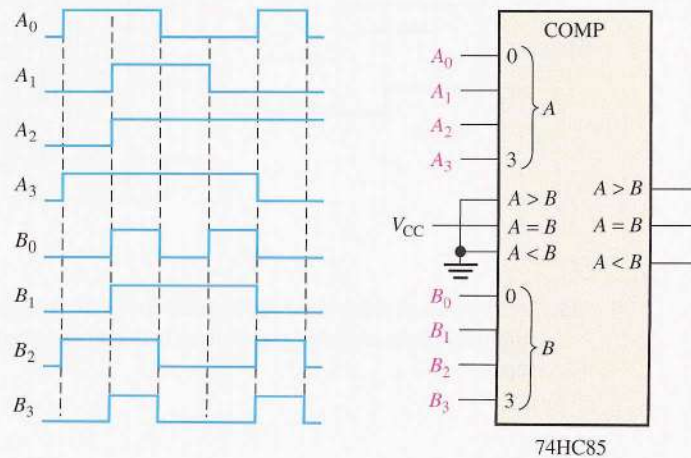 A0
A1
A2
A3
B0
B1
B2
B3
COMP
A0 0
A1
A2
A3 3
A
A > B A > B
VCC A = B A = B
A < B A < B
B0 0
B1
B2
B3 3
B
74HC85